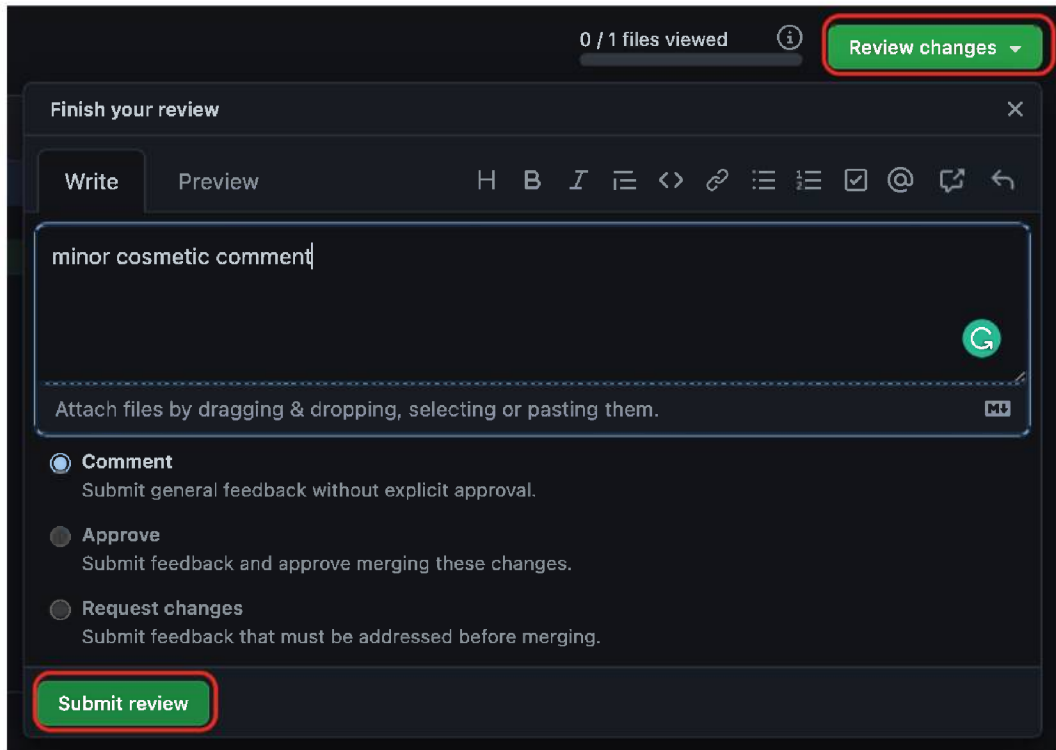 0 / 1 files viewed
Review changes
Finish your review
Write Preview
minor cosmetic comment
Attach files by dragging & dropping, selecting or pasting them.
Comment
Submit general feedback without explicit approval.
Approve
Submit feedback and approve merging these changes.
Request changes
Submit feedback that must be addressed before merging.
Submit review